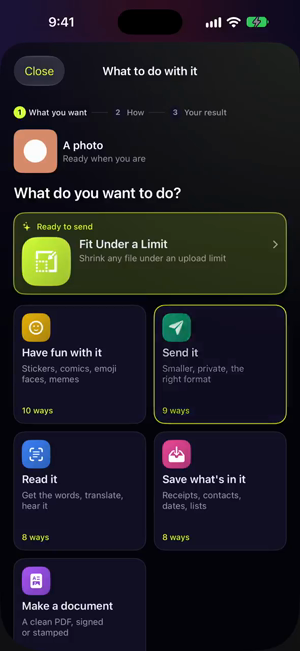 9:41
Close
What to do with it
1 What you want
2 How
3 Your result
A photo
Ready when you are
What do you want to do?
Ready to send
Fit Under a Limit
Shrink any file under an upload limit
Have fun with it
Stickers, comics, emoji
faces, memes
10 ways
Send it
Smaller, private, the
right format
9 ways
Read it
Get the words, translate,
hear it
8 ways
Save what's in it
Receipts, contacts,
dates, lists
8 ways
Make a document
A clean PDF, signed
or stamped